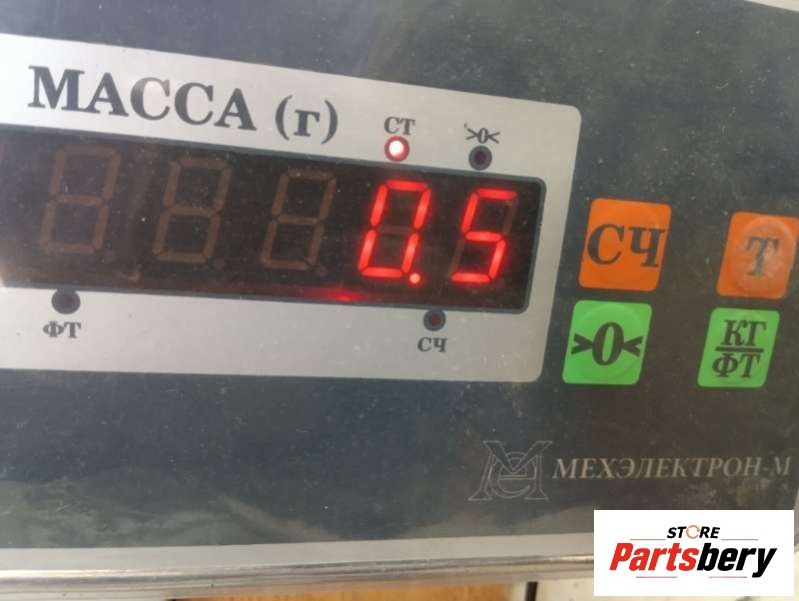 МАССА (г)
СТ
>0<
0.5
ФТ
СЧ
СЧ
Т
>0<
КГ
ФТ
МЕХЭЛЕКТРОН-М
STORE
Partsbery